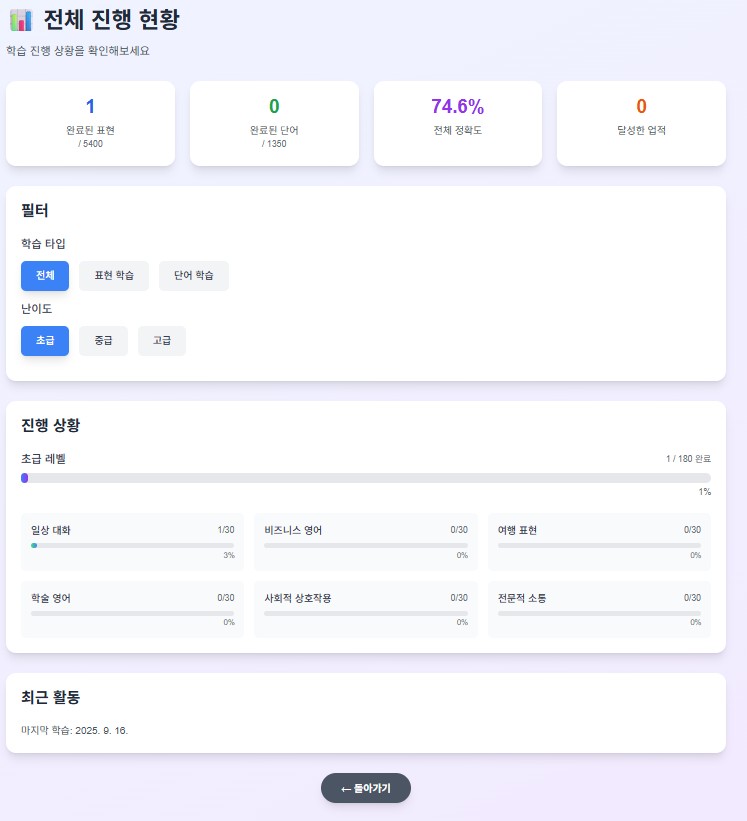 전체 진행 현황
학습 진행 상황을 확인해보세요
1
완료된 표현
/ 5400
0
완료된 단어
/ 1350
74.6%
전체 정확도
0
달성한 업적
필터
학습 타입
전체 표현 학습 단어 학습
난이도
초급 중급 고급
진행 상황
초급 레벨 1 / 180 완료
1%
일상 대화 1/30
3%
비즈니스 영어 0/30
0%
여행 표현 0/30
0%
학술 영어 0/30
0%
사회적 상호작용 0/30
0%
전문적 소통 0/30
0%
최근 활동
마지막 학습: 2025. 9. 16.
← 돌아가기